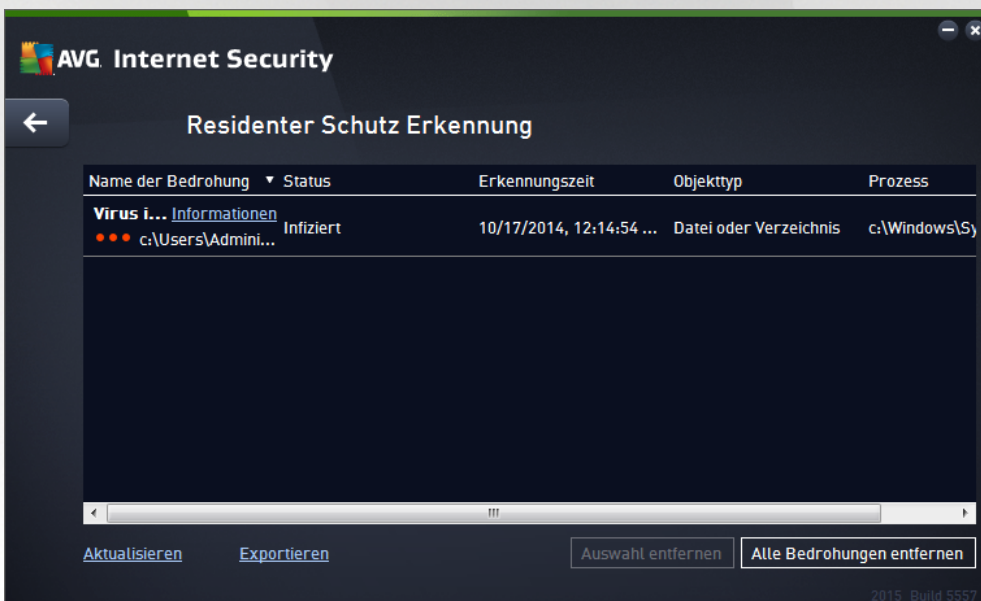 AVG. Internet Security
Residenter Schutz Erkennung
Name der Bedrohung ▼ Status Erkennungszeit Objekttyp Prozess
Virus i... Informationen
c:\Users\Admini...
Infiziert 10/17/2014, 12:14:54 ... Datei oder Verzeichnis c:\Windows\Sy
Aktualisieren Exportieren Auswahl entfernen Alle Bedrohungen entfernen
2015 Build 5557